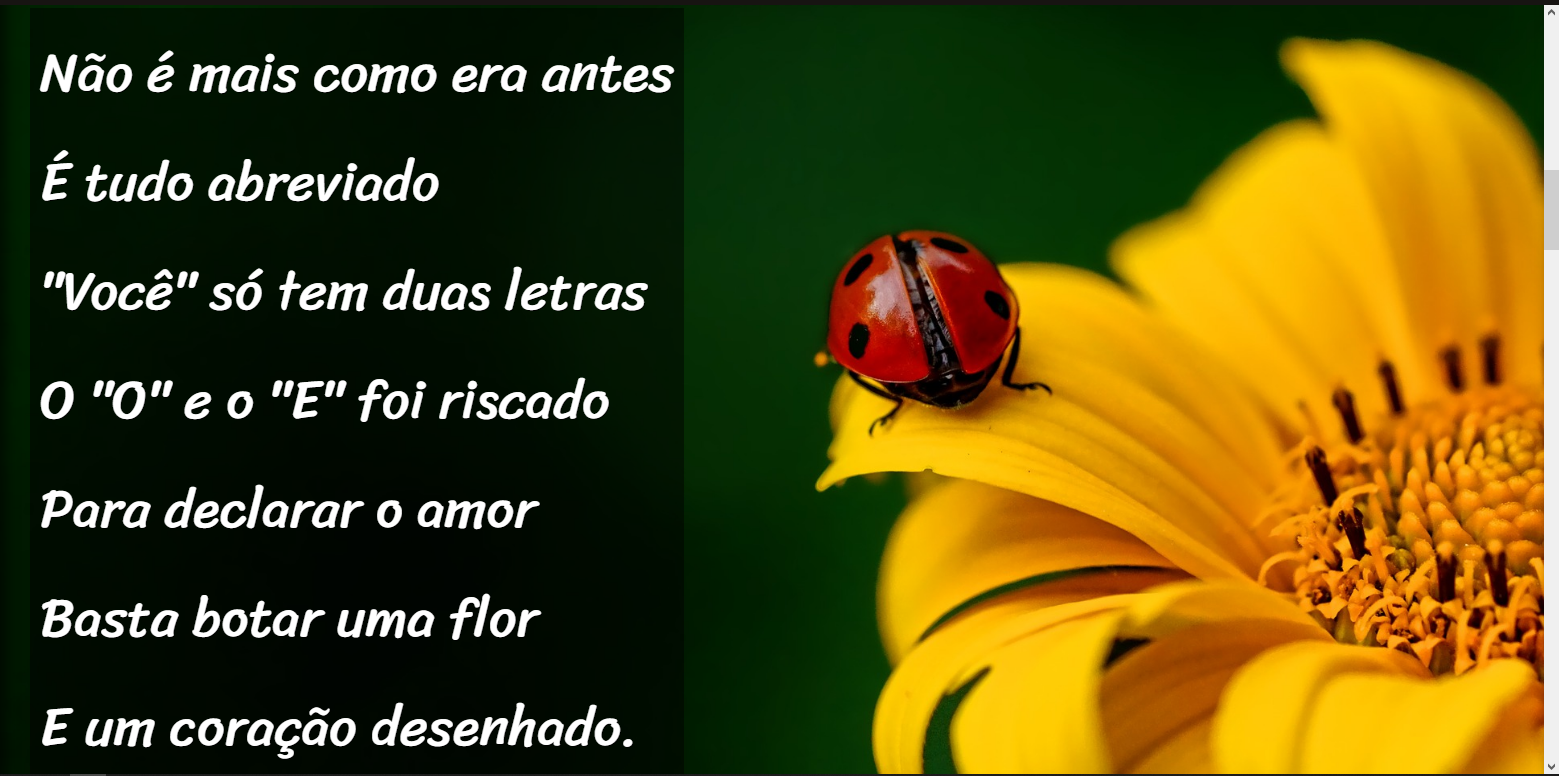 Não é mais como era antes
É tudo abreviado
"Você" só tem duas letras
O "O" e o "E" foi riscado
Para declarar o amor
Basta botar uma flor
E um coração desenhado.